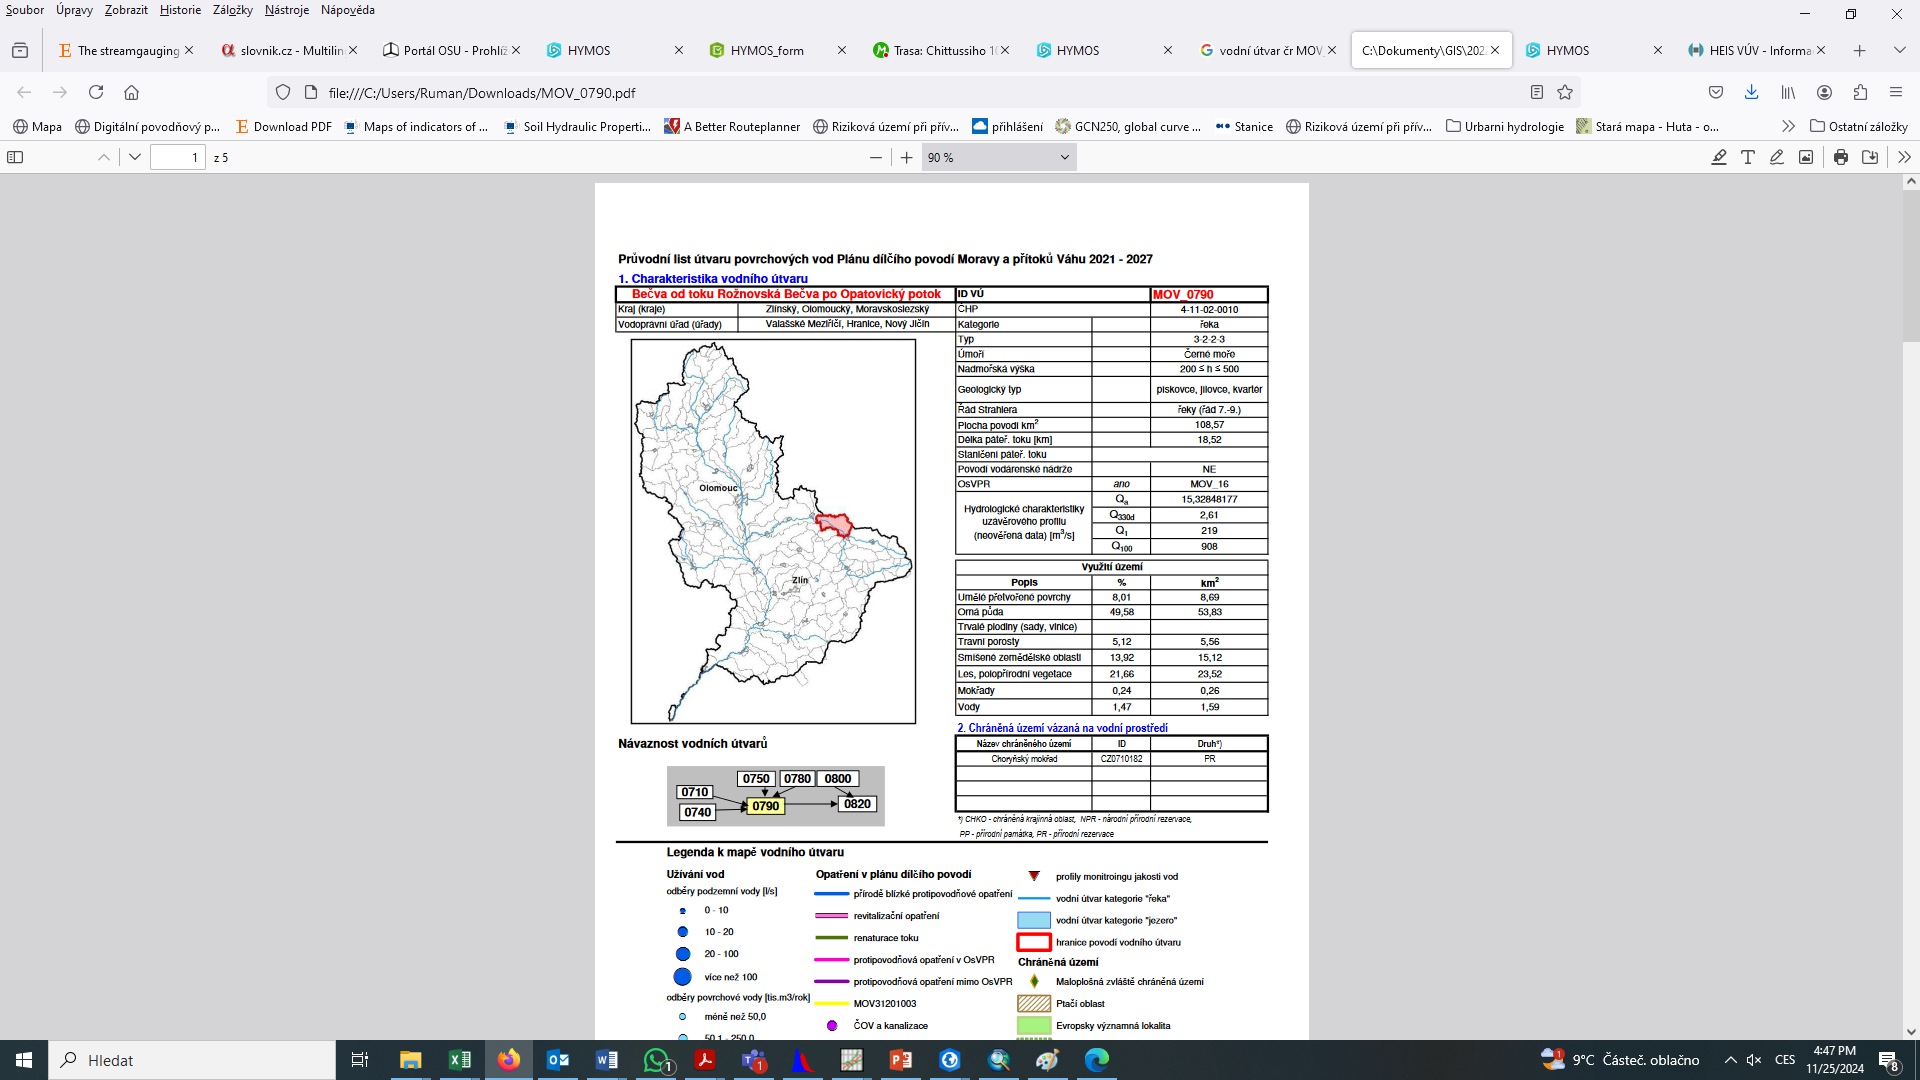 Soubor Úpravy Zobrazit Historie Záložky Nástroje Nápověda
The streamgauging
slovnik.cz - Multilin
Portál OSU - Prohlíž
HYMOS
HYMOS_form
Trasa: Chittussiho 10
HYMOS
vodní útvar čr MOV_
C:\Dokumenty\GIS\202
HYMOS
HEIS VÚV - Informa
file:///C:/Users/Ruman/Downloads/MOV_0790.pdf
Mapa
Digitální povodňový p...
Download PDF
Maps of indicators of ...
Soil Hydraulic Properti...
A Better Routeplanner
Riziková území při přív...
přihlášení
GCN250, global curve ...
Stanice
Riziková území při přív...
Urbarni hydrologie
Stará mapa - Huta - o...
Ostatní záložky
1 z 5
90 %
Průvodní list útvaru povrchových vod Plánu dílčího povodí Moravy a přítoků Váhu 2021 - 2027
1. Charakteristika vodního útvaru
Bečva od toku Rožnovská Bečva po Opatovický potok ID VÚ MOV_0790
Kraj (kraje) Zlínský, Olomoucký, Moravskoslezský ČHP 4-11-02-0010
Vodoprávní úřad (úřady) Valašské Meziříčí, Hranice, Nový Jičín Kategorie řeka
Typ 3-2-2-3
Úmoří Černé moře
Nadmořská výška 200 ≤ h ≤ 500
Geologický typ pískovce, jílovce, kvartér
Řád Strahlera řeky (řád 7.-9.)
Plocha povodí km2 108,57
Délka páteř. toku [km] 18,52
Staničení páteř. toku
Povodí vodárenské nádrže NE
OsVPR ano MOV_16
Hydrologické charakteristiky uzávěrového profilu (neověřená data) [m3/s]
Qa 15,32848177
Q330d 2,61
Q1 219
Q100 908
Olomouc
Zlín
Využití území
Popis % km2
Umělé přetvořené povrchy 8,01 8,69
Orná půda 49,58 53,83
Trvalé plodiny (sady, vinice)
Travní porosty 5,12 5,56
Smíšené zemědělské oblasti 13,92 15,12
Les, polopřírodní vegetace 21,66 23,52
Mokřady 0,24 0,26
Vody 1,47 1,59
2. Chráněná území vázaná na vodní prostředí
Název chráněného území ID Druh*)
Choryňský mokřad CZ0710182 PR
*) CHKO - chráněná krajinná oblast, NPR - národní přírodní rezervace,
PP - přírodní památka, PR - přírodní rezervace
Návaznost vodních útvarů
0750 0780 0800
0710
0790 0820
0740
Legenda k mapě vodního útvaru
Užívání vod
odběry podzemní vody [l/s]
0 - 10
10 - 20
20 - 100
více než 100
odběry povrchové vody [tis.m3/rok]
méně než 50,0
50,1 - 250,0
Opatření v plánu dílčího povodí
přírodě blízké protipovodňové opatření
revitalizační opatření
renaturace toku
protipovodňová opatření v OsVPR
protipovodňová opatření mimo OsVPR
MOV31201003
ČOV a kanalizace
profily monitroingu jakosti vod
vodní útvar kategorie "řeka"
vodní útvar kategorie "jezero"
hranice povodí vodního útvaru
Chráněná území
Maloplošná zvláště chráněná území
Ptačí oblast
Evropsky významná lokalita
Hledat
1
1
1
9°C Částeč. oblačno
CES
4:47 PM
11/25/2024
8